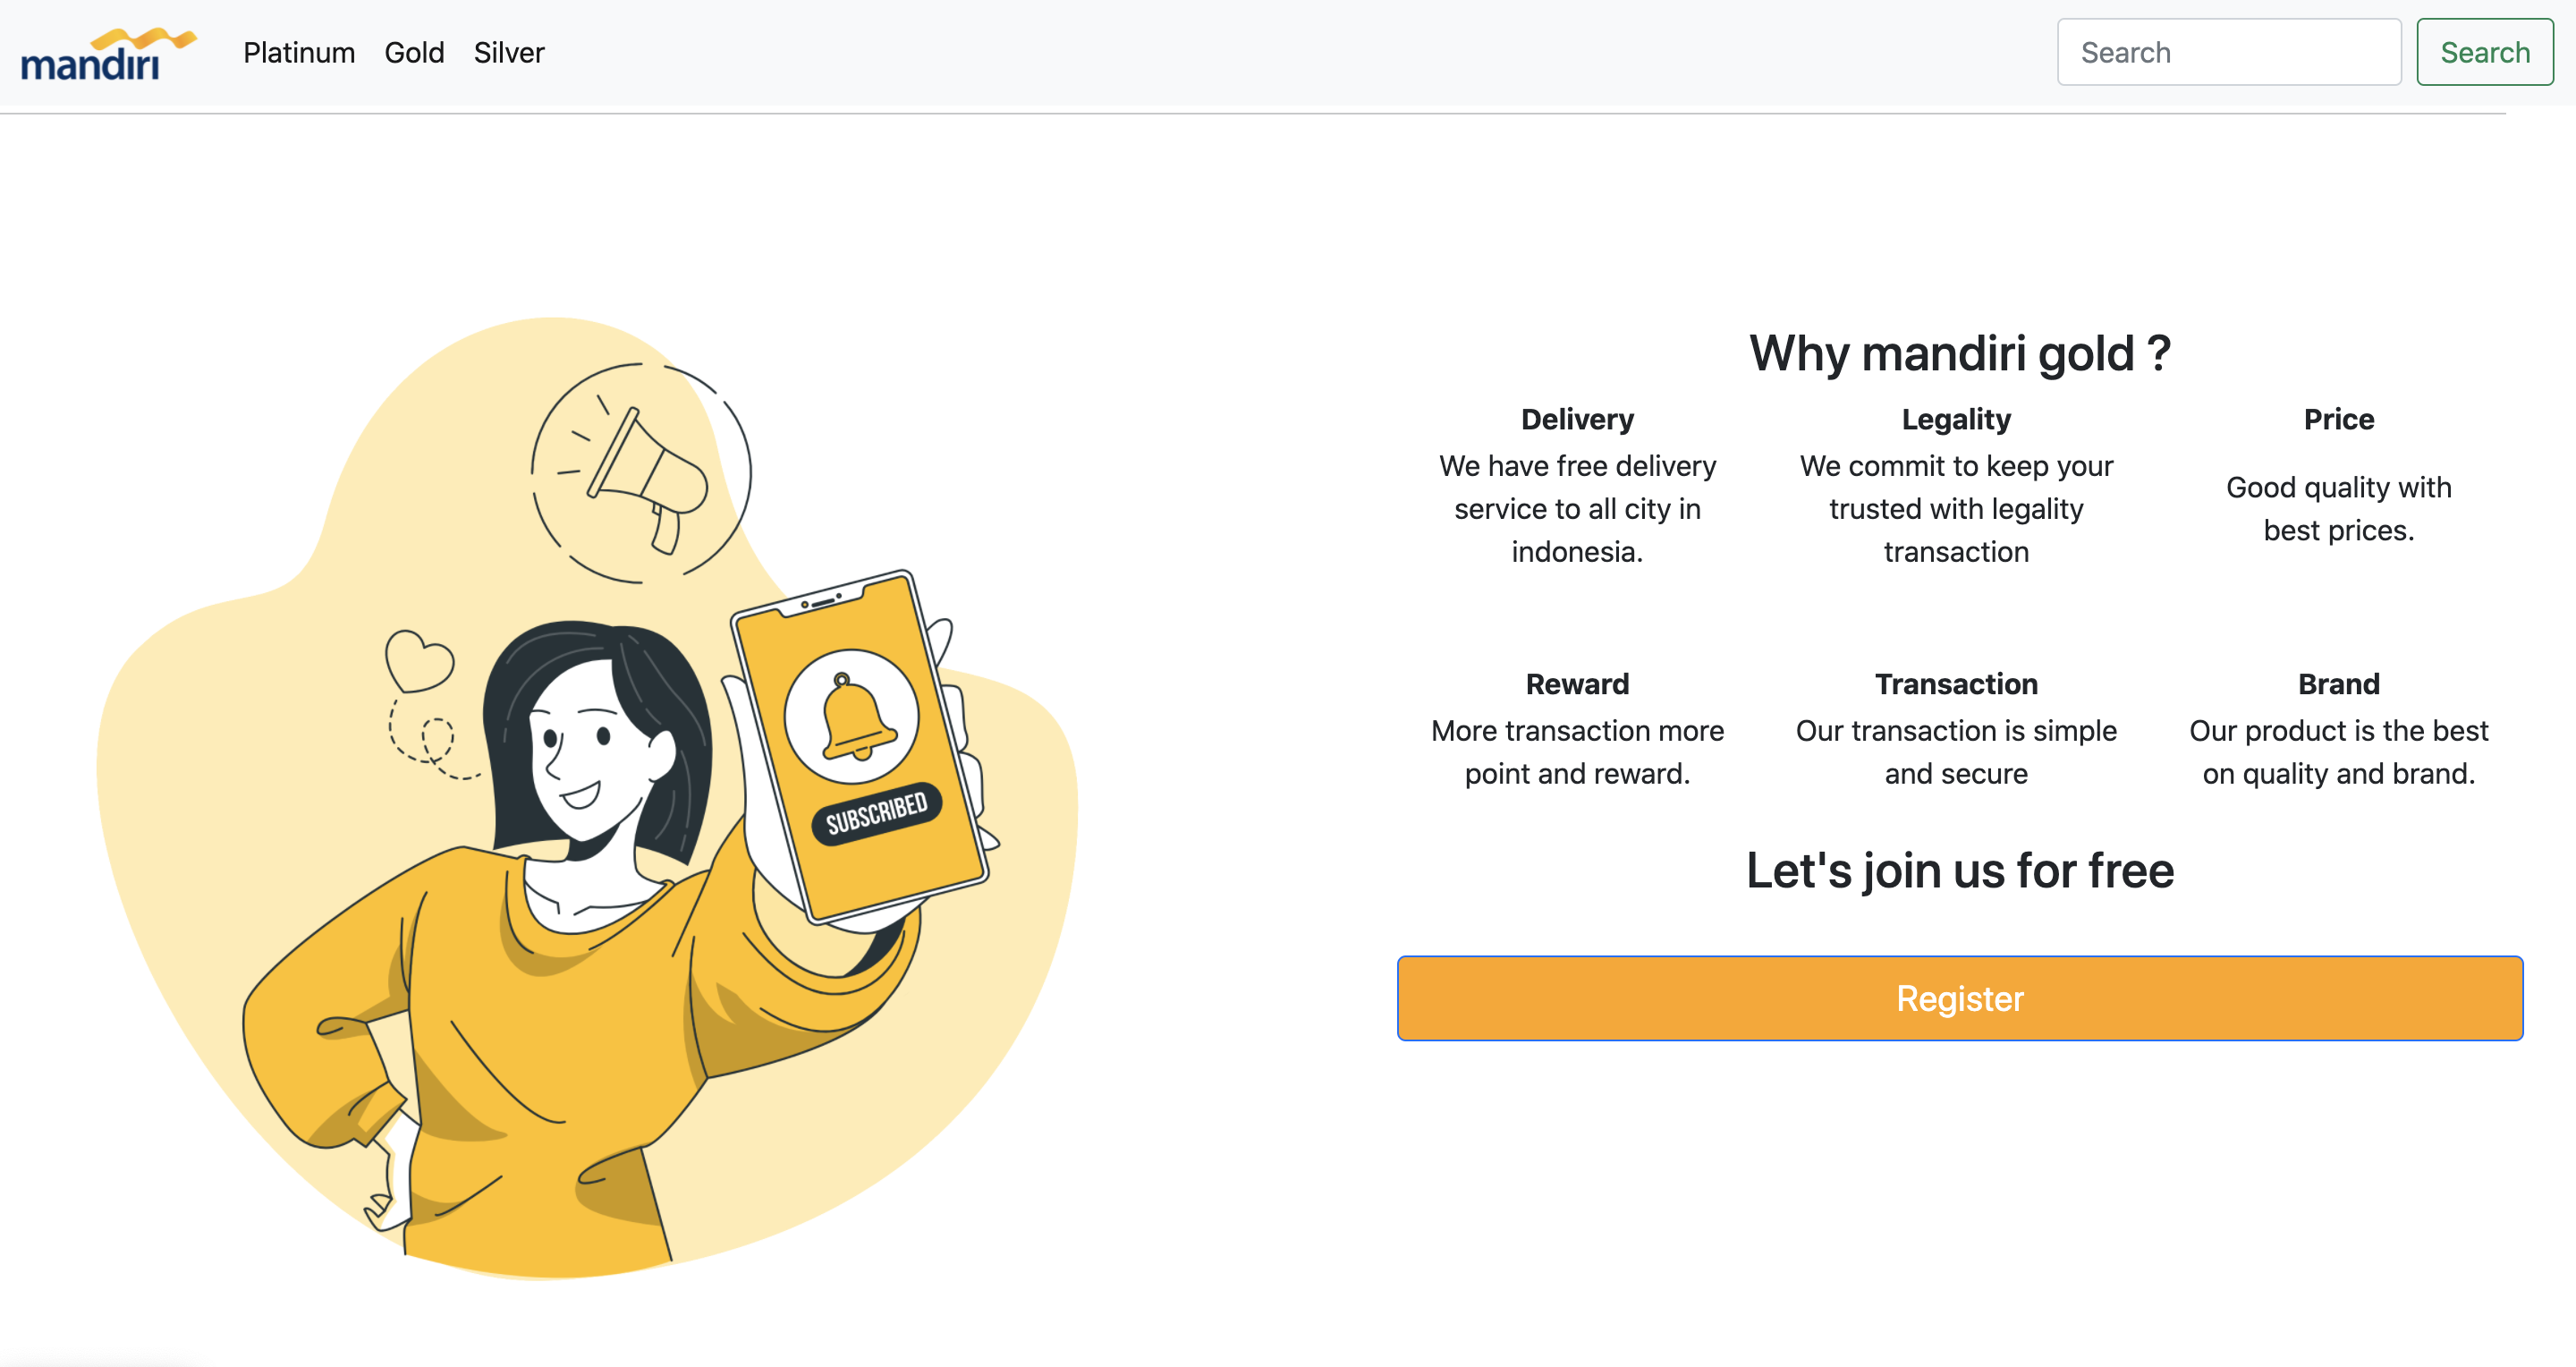 mandiri Platinum Gold Silver Search Search
Why mandiri gold ?
Delivery
We have free delivery
service to all city in
indonesia.
Legality
We commit to keep your
trusted with legality
transaction
Price
Good quality with
best prices.
Reward
More transaction more
point and reward.
Transaction
Our transaction is simple
and secure
Brand
Our product is the best
on quality and brand.
SUBSCRIBED
Let's join us for free
Register